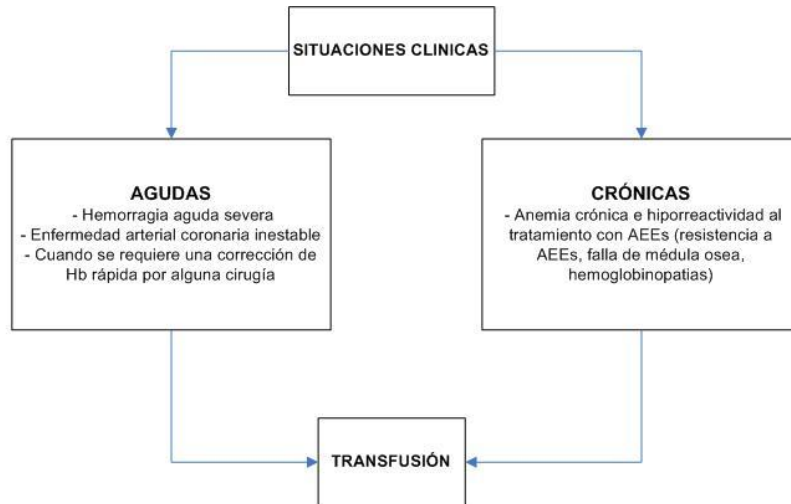 SITUACIONES CLINICAS
AGUDAS
- Hemorragia aguda severa
- Enfermedad arterial coronaria inestable
- Cuando se requiere una corrección de
Hb rápida por alguna cirugía
CRÓNICAS
- Anemia crónica e hiporreactividad al
tratamiento con AEEs (resistencia a
AEEs, falla de médula osea,
hemoglobinopatias)
TRANSFUSIÓN